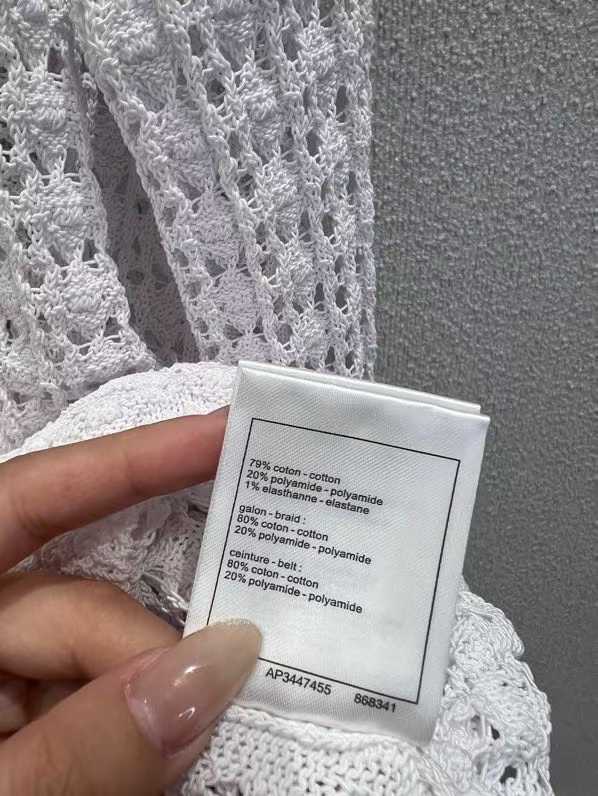 79% coton - cotton
20% polyamide - polyamide
1% elasthanne - elastane
galon - braid :
80% coton - cotton
20% polyamide - polyamide
ceinture - belt :
80% coton - cotton
20% polyamide - polyamide
AP3447455 868341